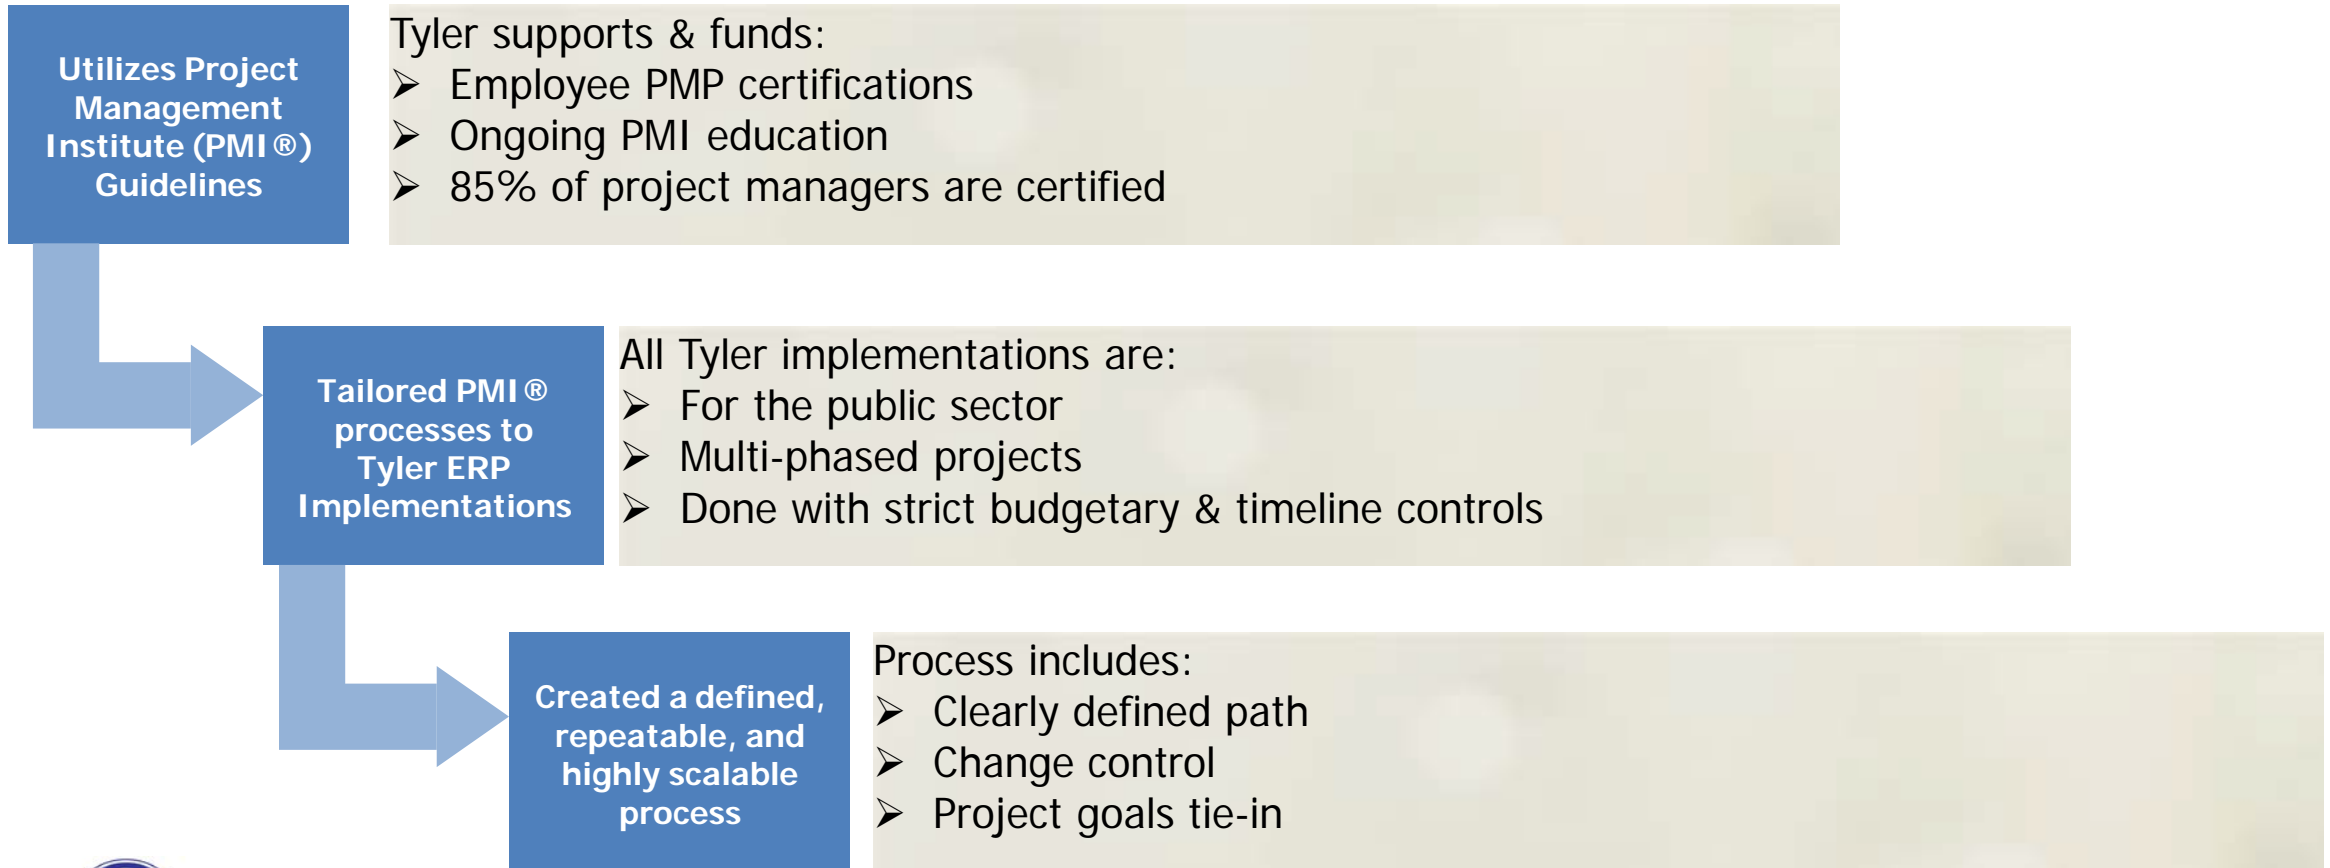 Utilizes Project
Management
Institute (PMI®)
Guidelines
Tyler supports & funds:
➢ Employee PMP certifications
➢ Ongoing PMI education
➢ 85% of project managers are certified
Tailored PMI®
processes to
Tyler ERP
Implementations
All Tyler implementations are:
➢ For the public sector
➢ Multi-phased projects
➢ Done with strict budgetary & timeline controls
Created a defined,
repeatable, and
highly scalable
process
Process includes:
➢ Clearly defined path
➢ Change control
➢ Project goals tie-in